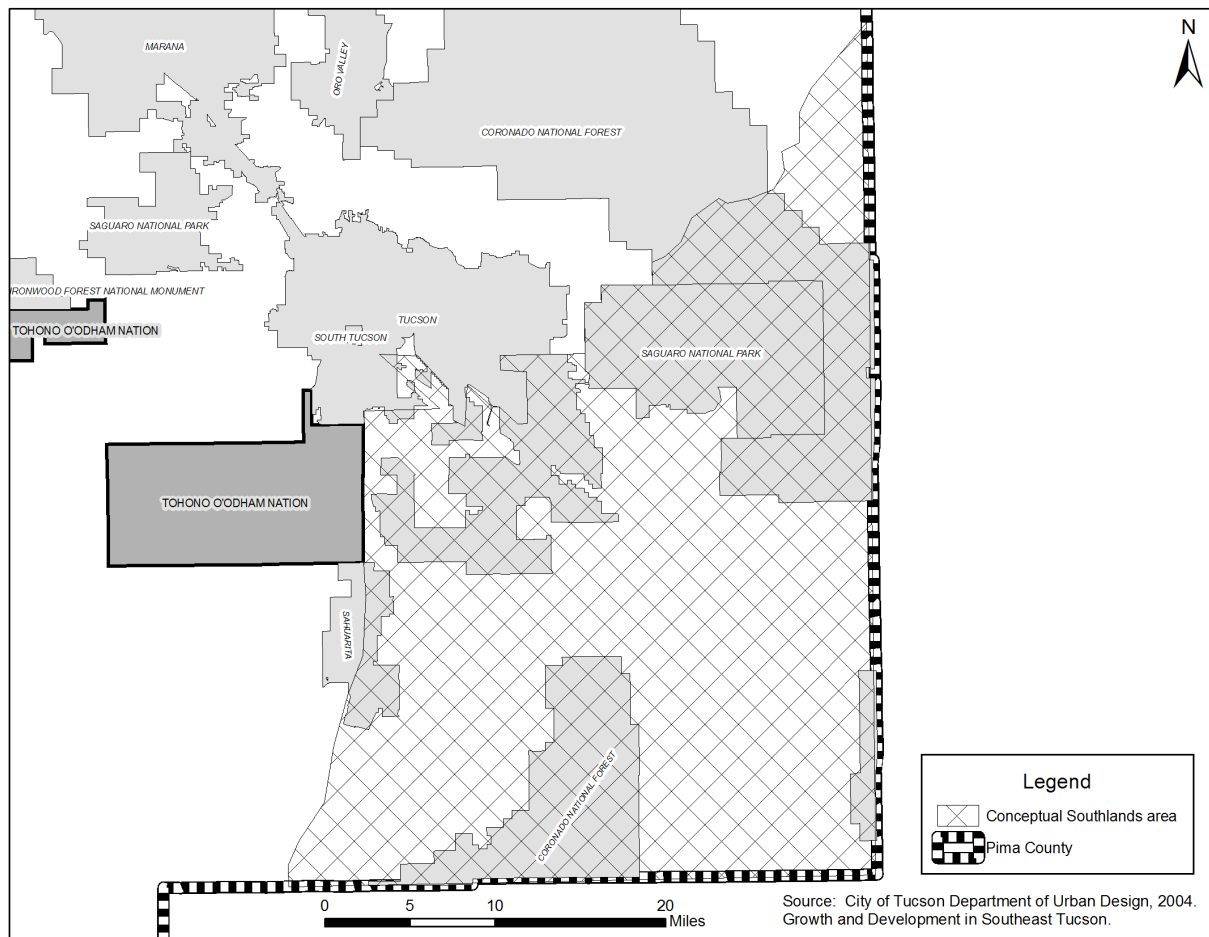 N
MARANA
ORO VALLEY
CORONADO NATIONAL FOREST
SAGUARO NATIONAL PARK
IRONWOOD FOREST NATIONAL MONUMENT
TOHONO O'ODHAM NATION
TUCSON
SOUTH TUCSON
SAGUARO NATIONAL PARK
TOHONO O'ODHAM NATION
SAHUARITA
CORONADO NATIONAL FOREST
Legend
Conceptual Southlands area
Pima County
0 5 10 20
Miles
Source: City of Tucson Department of Urban Design, 2004.
Growth and Development in Southeast Tucson.